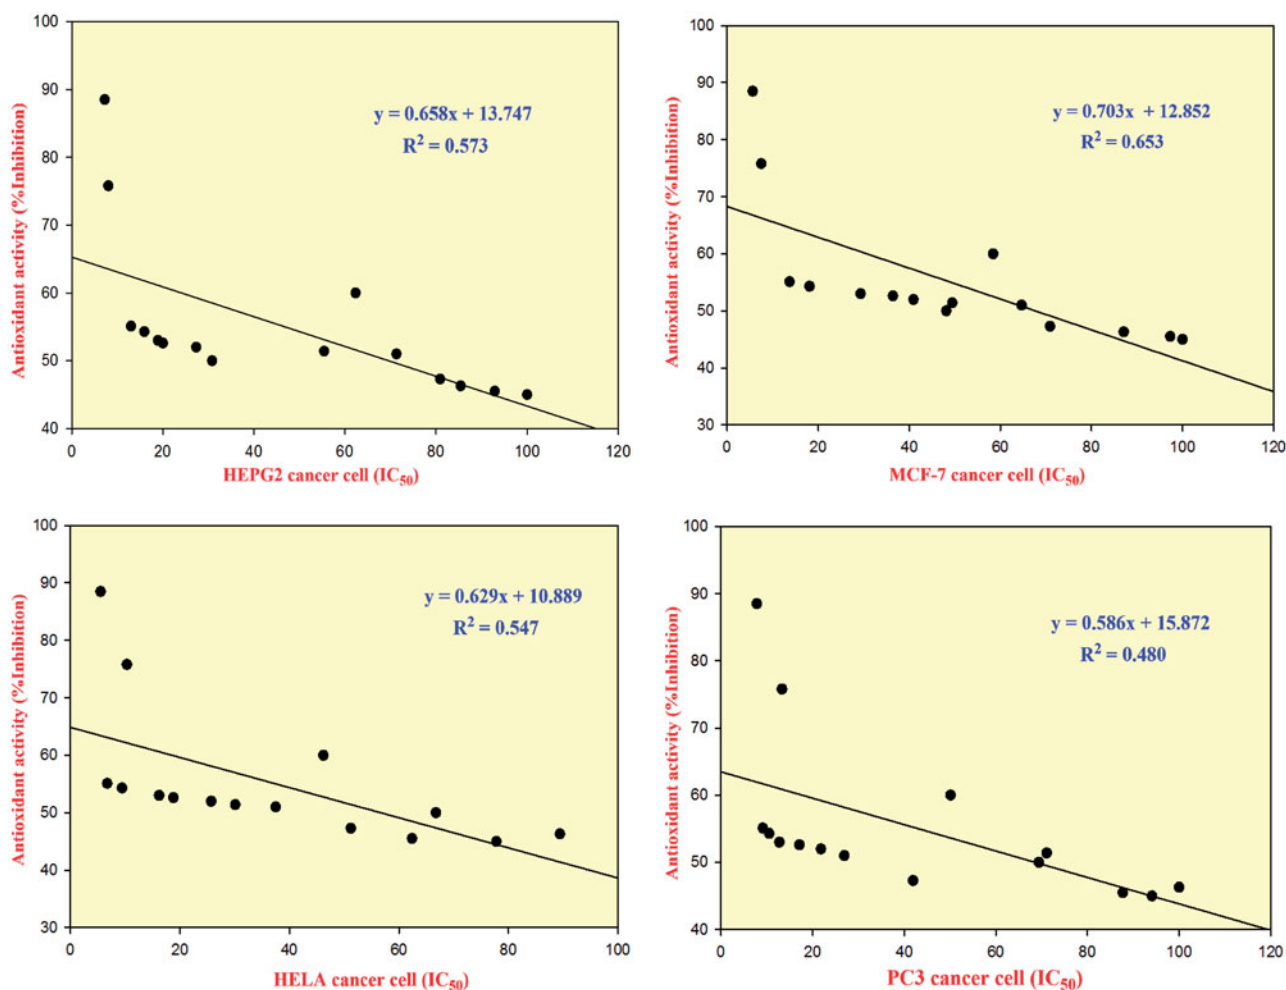 Antioxidant activity (%Inhibition)
100
90
80
70
60
50
40
y = 0.658x + 13.747
R² = 0.573
0 20 40 60 80 100 120
HEPG2 cancer cell (IC₅₀)
Antioxidant activity (%Inhibition)
100
90
80
70
60
50
40
30
y = 0.703x + 12.852
R² = 0.653
0 20 40 60 80 100 120
MCF-7 cancer cell (IC₅₀)
Antioxidant activity (%Inhibition)
100
90
80
70
60
50
40
30
y = 0.629x + 10.889
R² = 0.547
0 20 40 60 80 100
HELA cancer cell (IC₅₀)
Antioxidant activity (%Inhibition)
100
90
80
70
60
50
40
y = 0.586x + 15.872
R² = 0.480
0 20 40 60 80 100 120
PC3 cancer cell (IC₅₀)